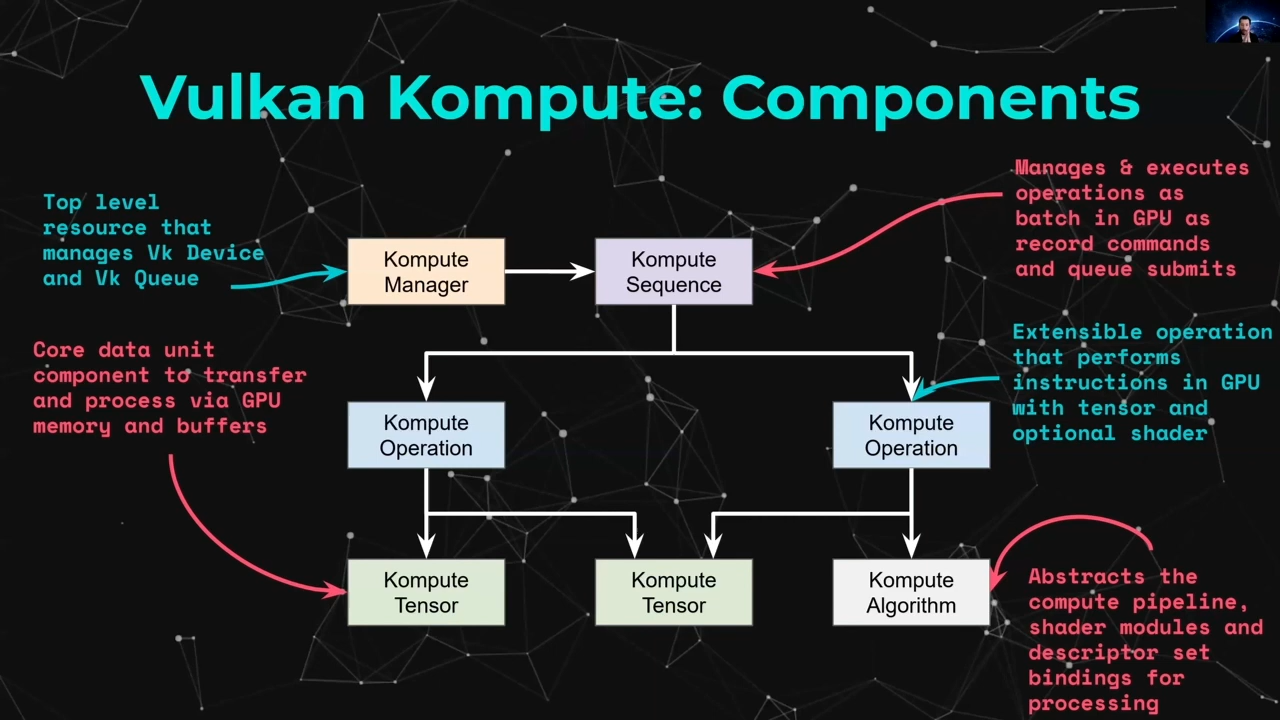 Vulkan Kompute: Components
Top level
resource that
manages Vk Device
and Vk Queue
Kompute
Manager
Kompute
Sequence
Manages & executes
operations as
batch in GPU as
record commands
and queue submits
Core data unit
component to transfer
and process via GPU
memory and buffers
Kompute
Operation
Kompute
Operation
Extensible operation
that performs
instructions in GPU
with tensor and
optional shader
Kompute
Tensor
Kompute
Tensor
Kompute
Algorithm
Abstracts the
compute pipeline,
shader modules and
descriptor set
bindings for
processing